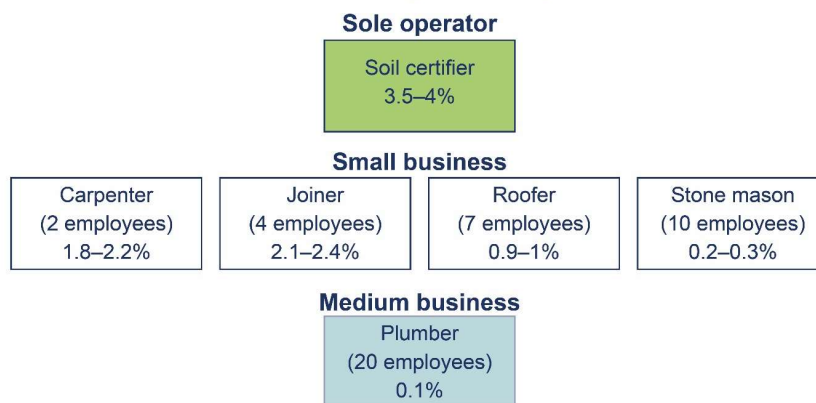 Sole operator
Soil certifier
3.5–4%
Small business
Carpenter
(2 employees)
1.8–2.2%
Joiner
(4 employees)
2.1–2.4%
Roofer
(7 employees)
0.9–1%
Stone mason
(10 employees)
0.2–0.3%
Medium business
Plumber
(20 employees)
0.1%